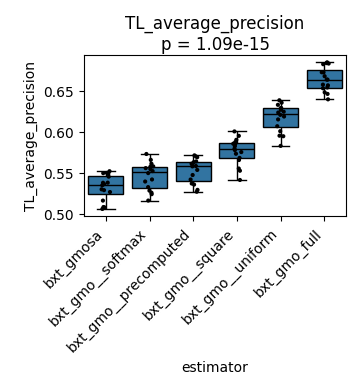 TL_average_precision
p = 1.09e-15
TL_average_precision
0.65
0.60
0.55
0.50
bxt_gmosa
bxt_gmo__softmax
bxt_gmo__precomputed
bxt_gmo__square
bxt_gmo__uniform
bxt_gmo_full
estimator